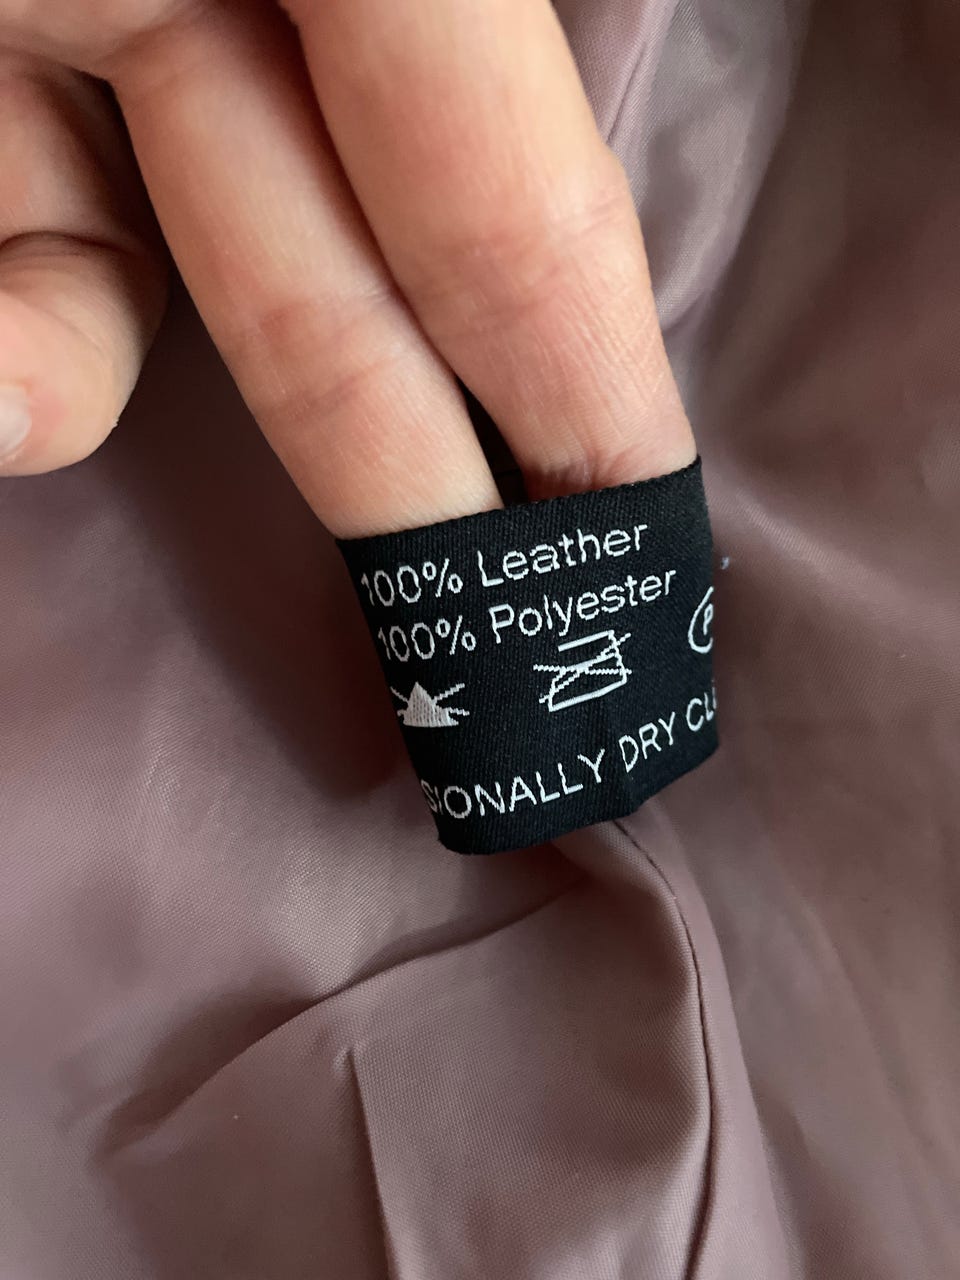 100% Leather
100% Polyester
P
SIONALLY DRY CL